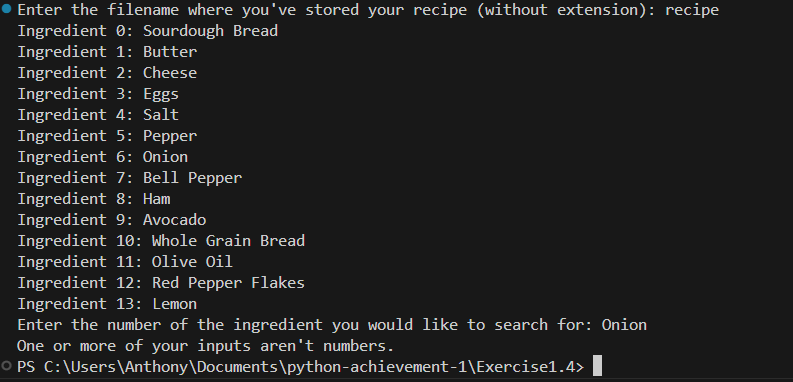 Enter the filename where you've stored your recipe (without extension): recipe
Ingredient 0: Sourdough Bread
Ingredient 1: Butter
Ingredient 2: Cheese
Ingredient 3: Eggs
Ingredient 4: Salt
Ingredient 5: Pepper
Ingredient 6: Onion
Ingredient 7: Bell Pepper
Ingredient 8: Ham
Ingredient 9: Avocado
Ingredient 10: Whole Grain Bread
Ingredient 11: Olive Oil
Ingredient 12: Red Pepper Flakes
Ingredient 13: Lemon
Enter the number of the ingredient you would like to search for: Onion
One or more of your inputs aren't numbers.
PS C:\Users\Anthony\Documents\python-achievement-1\Exercise1.4>